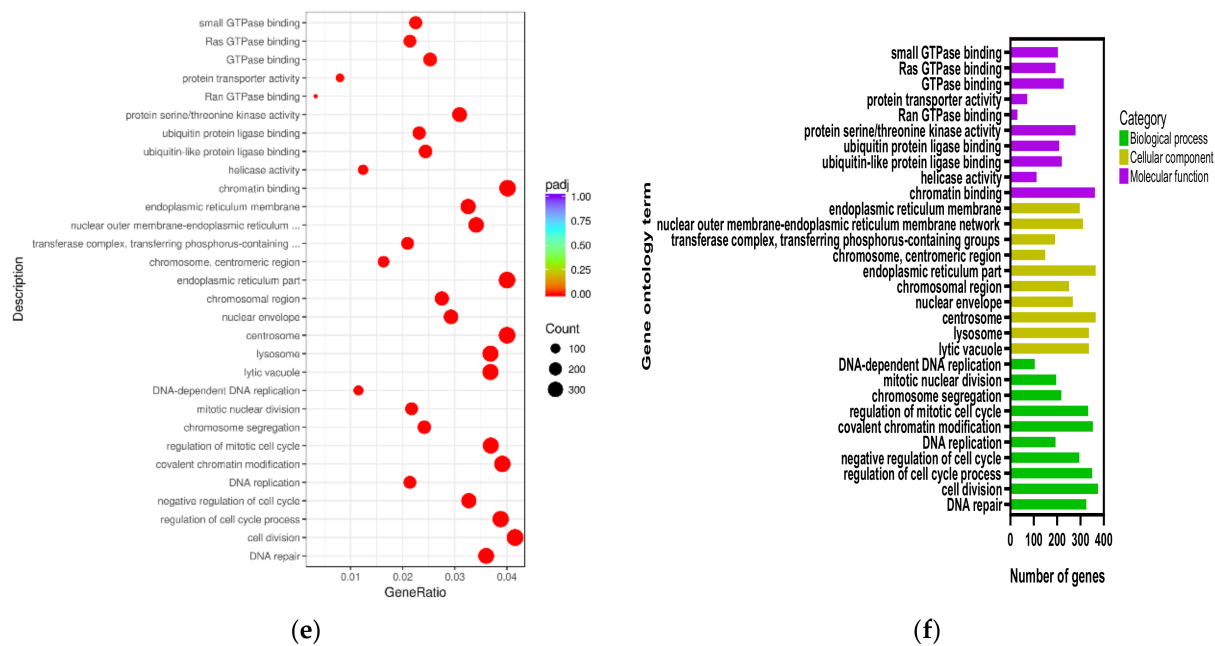 small GTPase binding
Ras GTPase binding
GTPase binding
protein transporter activity
Ran GTPase binding
protein serine/threonine kinase activity
ubiquitin protein ligase binding
ubiquitin-like protein ligase binding
helicase activity
chromatin binding
endoplasmic reticulum membrane
nuclear outer membrane-endoplasmic reticulum ...
transferase complex, transferring phosphorus-containing ...
chromosome, centromeric region
endoplasmic reticulum part
chromosomal region
nuclear envelope
centrosome
lysosome
lytic vacuole
DNA-dependent DNA replication
mitotic nuclear division
chromosome segregation
regulation of mitotic cell cycle
covalent chromatin modification
DNA replication
negative regulation of cell cycle
regulation of cell cycle process
cell division
DNA repair
Description
0.01 0.02 0.03 0.04
GeneRatio
padj
1.00
0.75
0.50
0.25
0.00
Count
100
200
300
(e)
small GTPase binding
Ras GTPase binding
GTPase binding
protein transporter activity
Ran GTPase binding
protein serine/threonine kinase activity
ubiquitin protein ligase binding
ubiquitin-like protein ligase binding
helicase activity
chromatin binding
endoplasmic reticulum membrane
nuclear outer membrane-endoplasmic reticulum membrane network
transferase complex, transferring phosphorus-containing groups
chromosome, centromeric region
endoplasmic reticulum part
chromosomal region
nuclear envelope
centrosome
lysosome
lytic vacuole
DNA-dependent DNA replication
mitotic nuclear division
chromosome segregation
regulation of mitotic cell cycle
covalent chromatin modification
DNA replication
negative regulation of cell cycle
regulation of cell cycle process
cell division
DNA repair
Gene ontology term
0 100 200 300 400
Number of genes
Category
Biological process
Cellular component
Molecular function
(f)